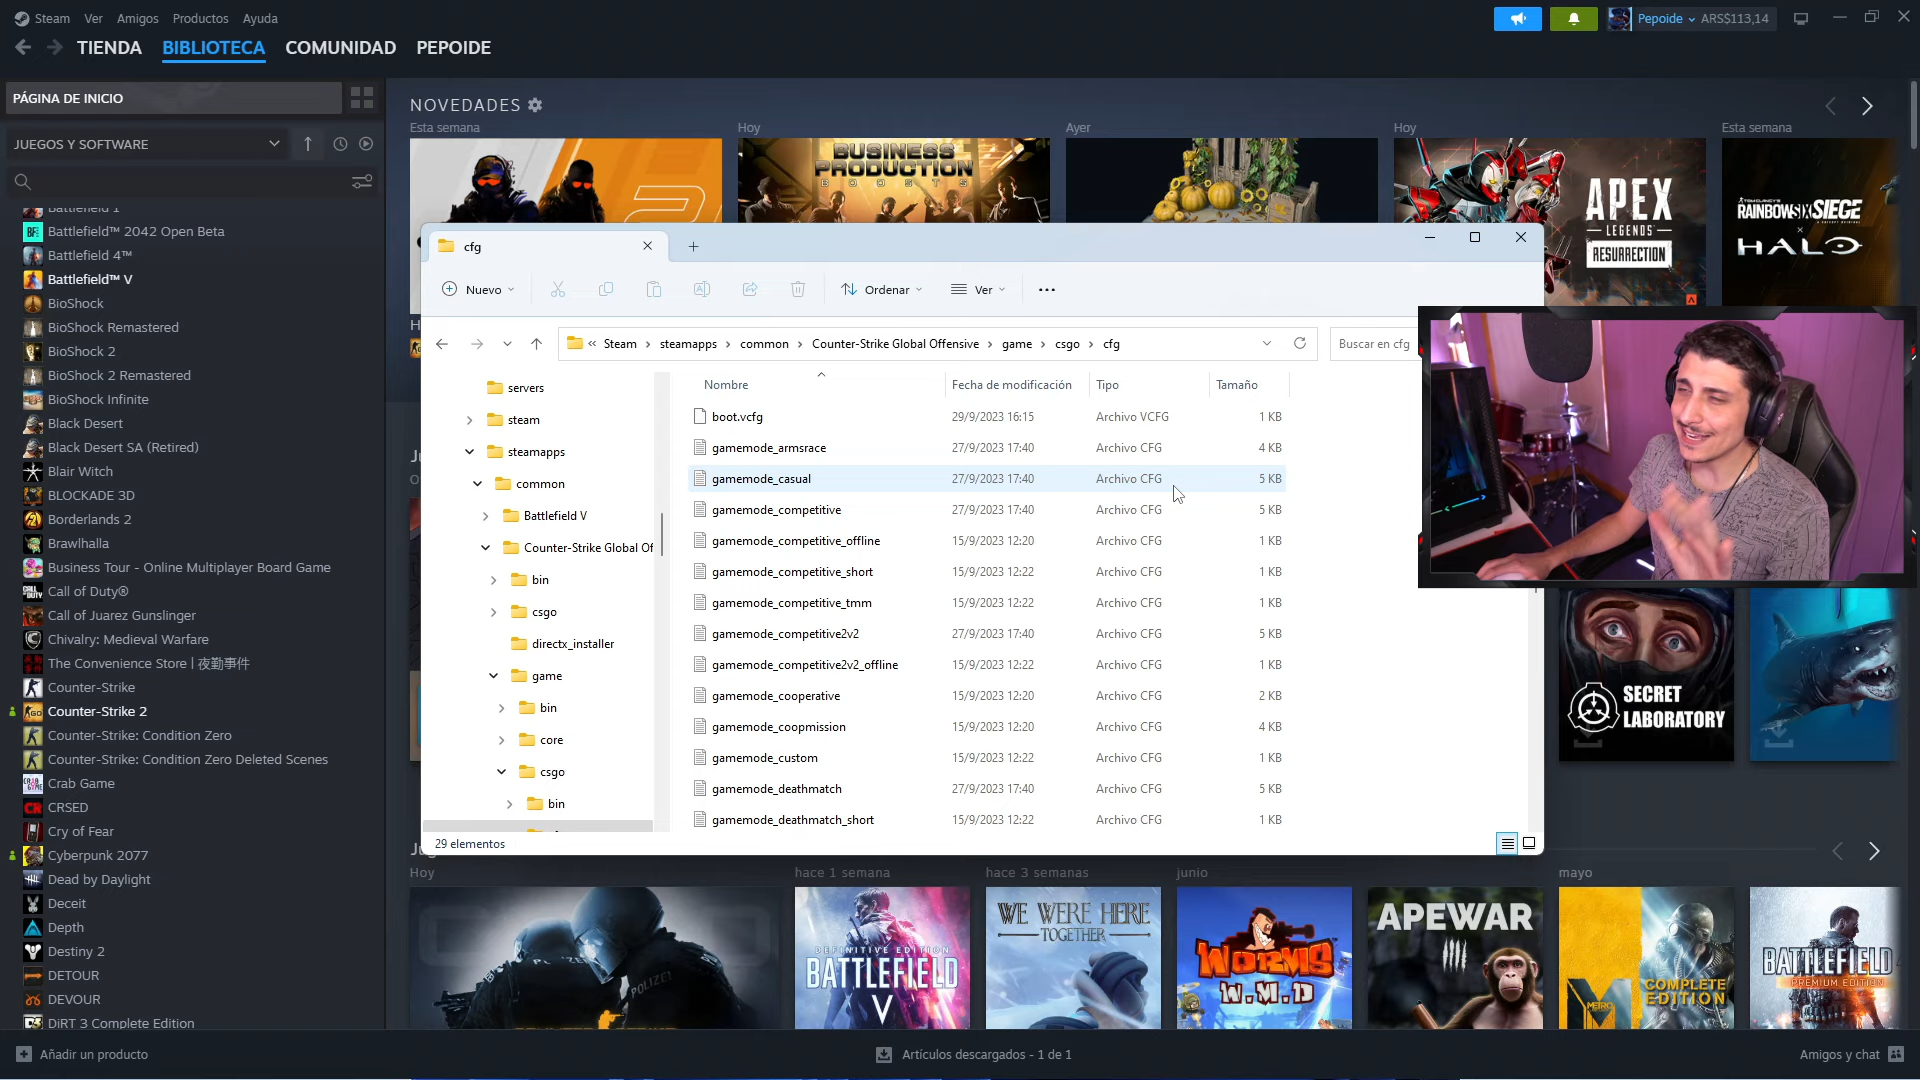 Steam Ver Amigos Productos Ayuda
Pepoide ARS$113,14
TIENDA BIBLIOTECA COMUNIDAD PEPOIDE
PÁGINA DE INICIO
JUEGOS Y SOFTWARE
Battlefield 1
Battlefield™ 2042 Open Beta
Battlefield 4™
Battlefield™ V
BioShock
BioShock Remastered
BioShock 2
BioShock 2 Remastered
BioShock Infinite
Black Desert
Black Desert SA (Retired)
Blair Witch
BLOCKADE 3D
Borderlands 2
Brawlhalla
Business Tour - Online Multiplayer Board Game
Call of Duty®
Call of Juarez Gunslinger
Chivalry: Medieval Warfare
The Convenience Store | 夜勤事件
Counter-Strike
Counter-Strike 2
Counter-Strike: Condition Zero
Counter-Strike: Condition Zero Deleted Scenes
Crab Game
CRSED
Cry of Fear
Cyberpunk 2077
Dead by Daylight
Deceit
Depth
Destiny 2
DETOUR
DEVOUR
DiRT 3 Complete Edition
Añadir un producto
NOVEDADES
Esta semana
Hoy
Ayer
Hoy
Esta semana
BUSINESS
PRODUCTION
BOOSTS
APEX
LEGENDS
RESURRECTION
TOM CLANCY'S
RAINBOWSIX SIEGE
×
HALO
cfg
Nuevo
Ordenar
Ver
« Steam › steamapps › common › Counter-Strike Global Offensive › game › csgo › cfg
Buscar en cfg
servers
steam
steamapps
common
Battlefield V
Counter-Strike Global Of
bin
csgo
directx_installer
game
bin
core
csgo
bin
Nombre Fecha de modificación Tipo Tamaño
boot.vcfg 29/9/2023 16:15 Archivo VCFG 1 KB
gamemode_armsrace 27/9/2023 17:40 Archivo CFG 4 KB
gamemode_casual 27/9/2023 17:40 Archivo CFG 5 KB
gamemode_competitive 27/9/2023 17:40 Archivo CFG 5 KB
gamemode_competitive_offline 15/9/2023 12:20 Archivo CFG 1 KB
gamemode_competitive_short 15/9/2023 12:22 Archivo CFG 1 KB
gamemode_competitive_tmm 15/9/2023 12:22 Archivo CFG 1 KB
gamemode_competitive2v2 27/9/2023 17:40 Archivo CFG 5 KB
gamemode_competitive2v2_offline 15/9/2023 12:22 Archivo CFG 1 KB
gamemode_cooperative 15/9/2023 12:20 Archivo CFG 2 KB
gamemode_coopmission 15/9/2023 12:20 Archivo CFG 4 KB
gamemode_custom 15/9/2023 12:22 Archivo CFG 1 KB
gamemode_deathmatch 27/9/2023 17:40 Archivo CFG 5 KB
gamemode_deathmatch_short 15/9/2023 12:22 Archivo CFG 1 KB
29 elementos
SECRET
LABORATORY
Hoy
hace 1 semana
hace 3 semanas
junio
mayo
POLIZEI
DEFINITIVE EDITION
BATTLEFIELD
V
WE WERE HERE
TOGETHER
WORMS
W.M.D
APEWAR
METRO
COMPLETE
EDITION
BATTLEFIELD
PREMIUM EDITION
Artículos descargados - 1 de 1
Amigos y chat